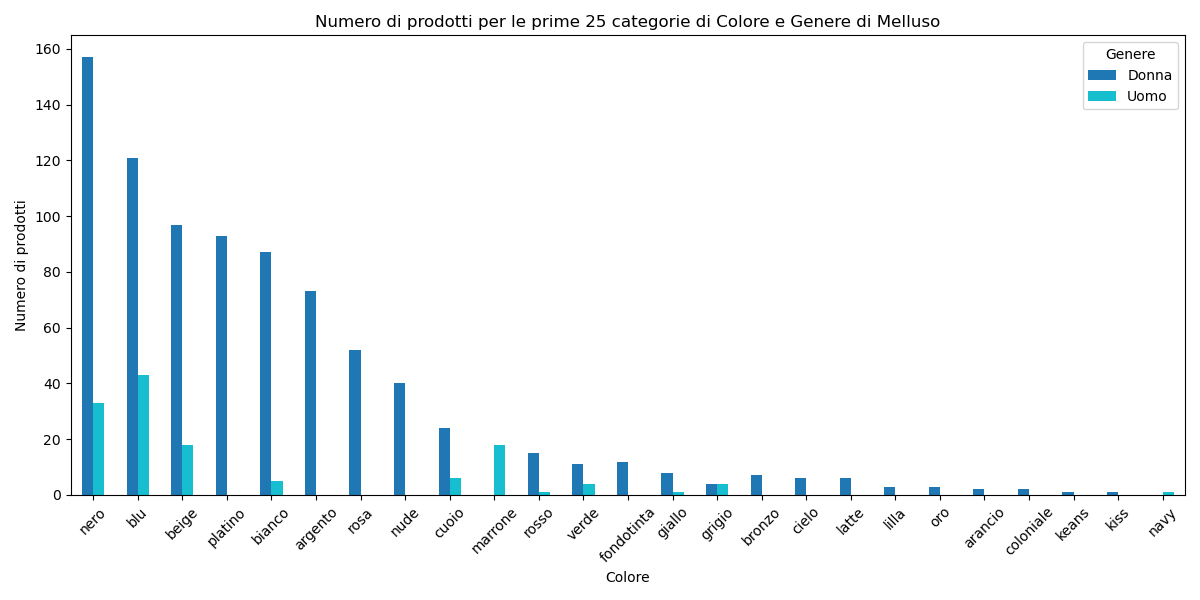 Numero di prodotti per le prime 25 categorie di Colore e Genere di Melluso
Genere
Donna
Uomo
Numero di prodotti
160
140
120
100
80
60
40
20
0
nero
blu
beige
platino
bianco
argento
rosa
nude
cuoio
marrone
rosso
verde
fondotinta
giallo
grigio
bronzo
cielo
latte
lilla
oro
arancio
coloniale
keans
kiss
navy
Colore